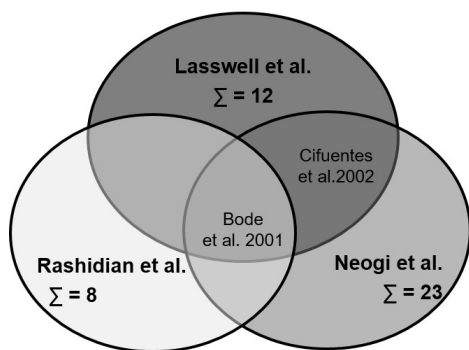 Lasswell et al.
∑ = 12
Cifuentes
et al.2002
Bode
et al. 2001
Rashidian et al.
∑ = 8
Neogi et al.
∑ = 23